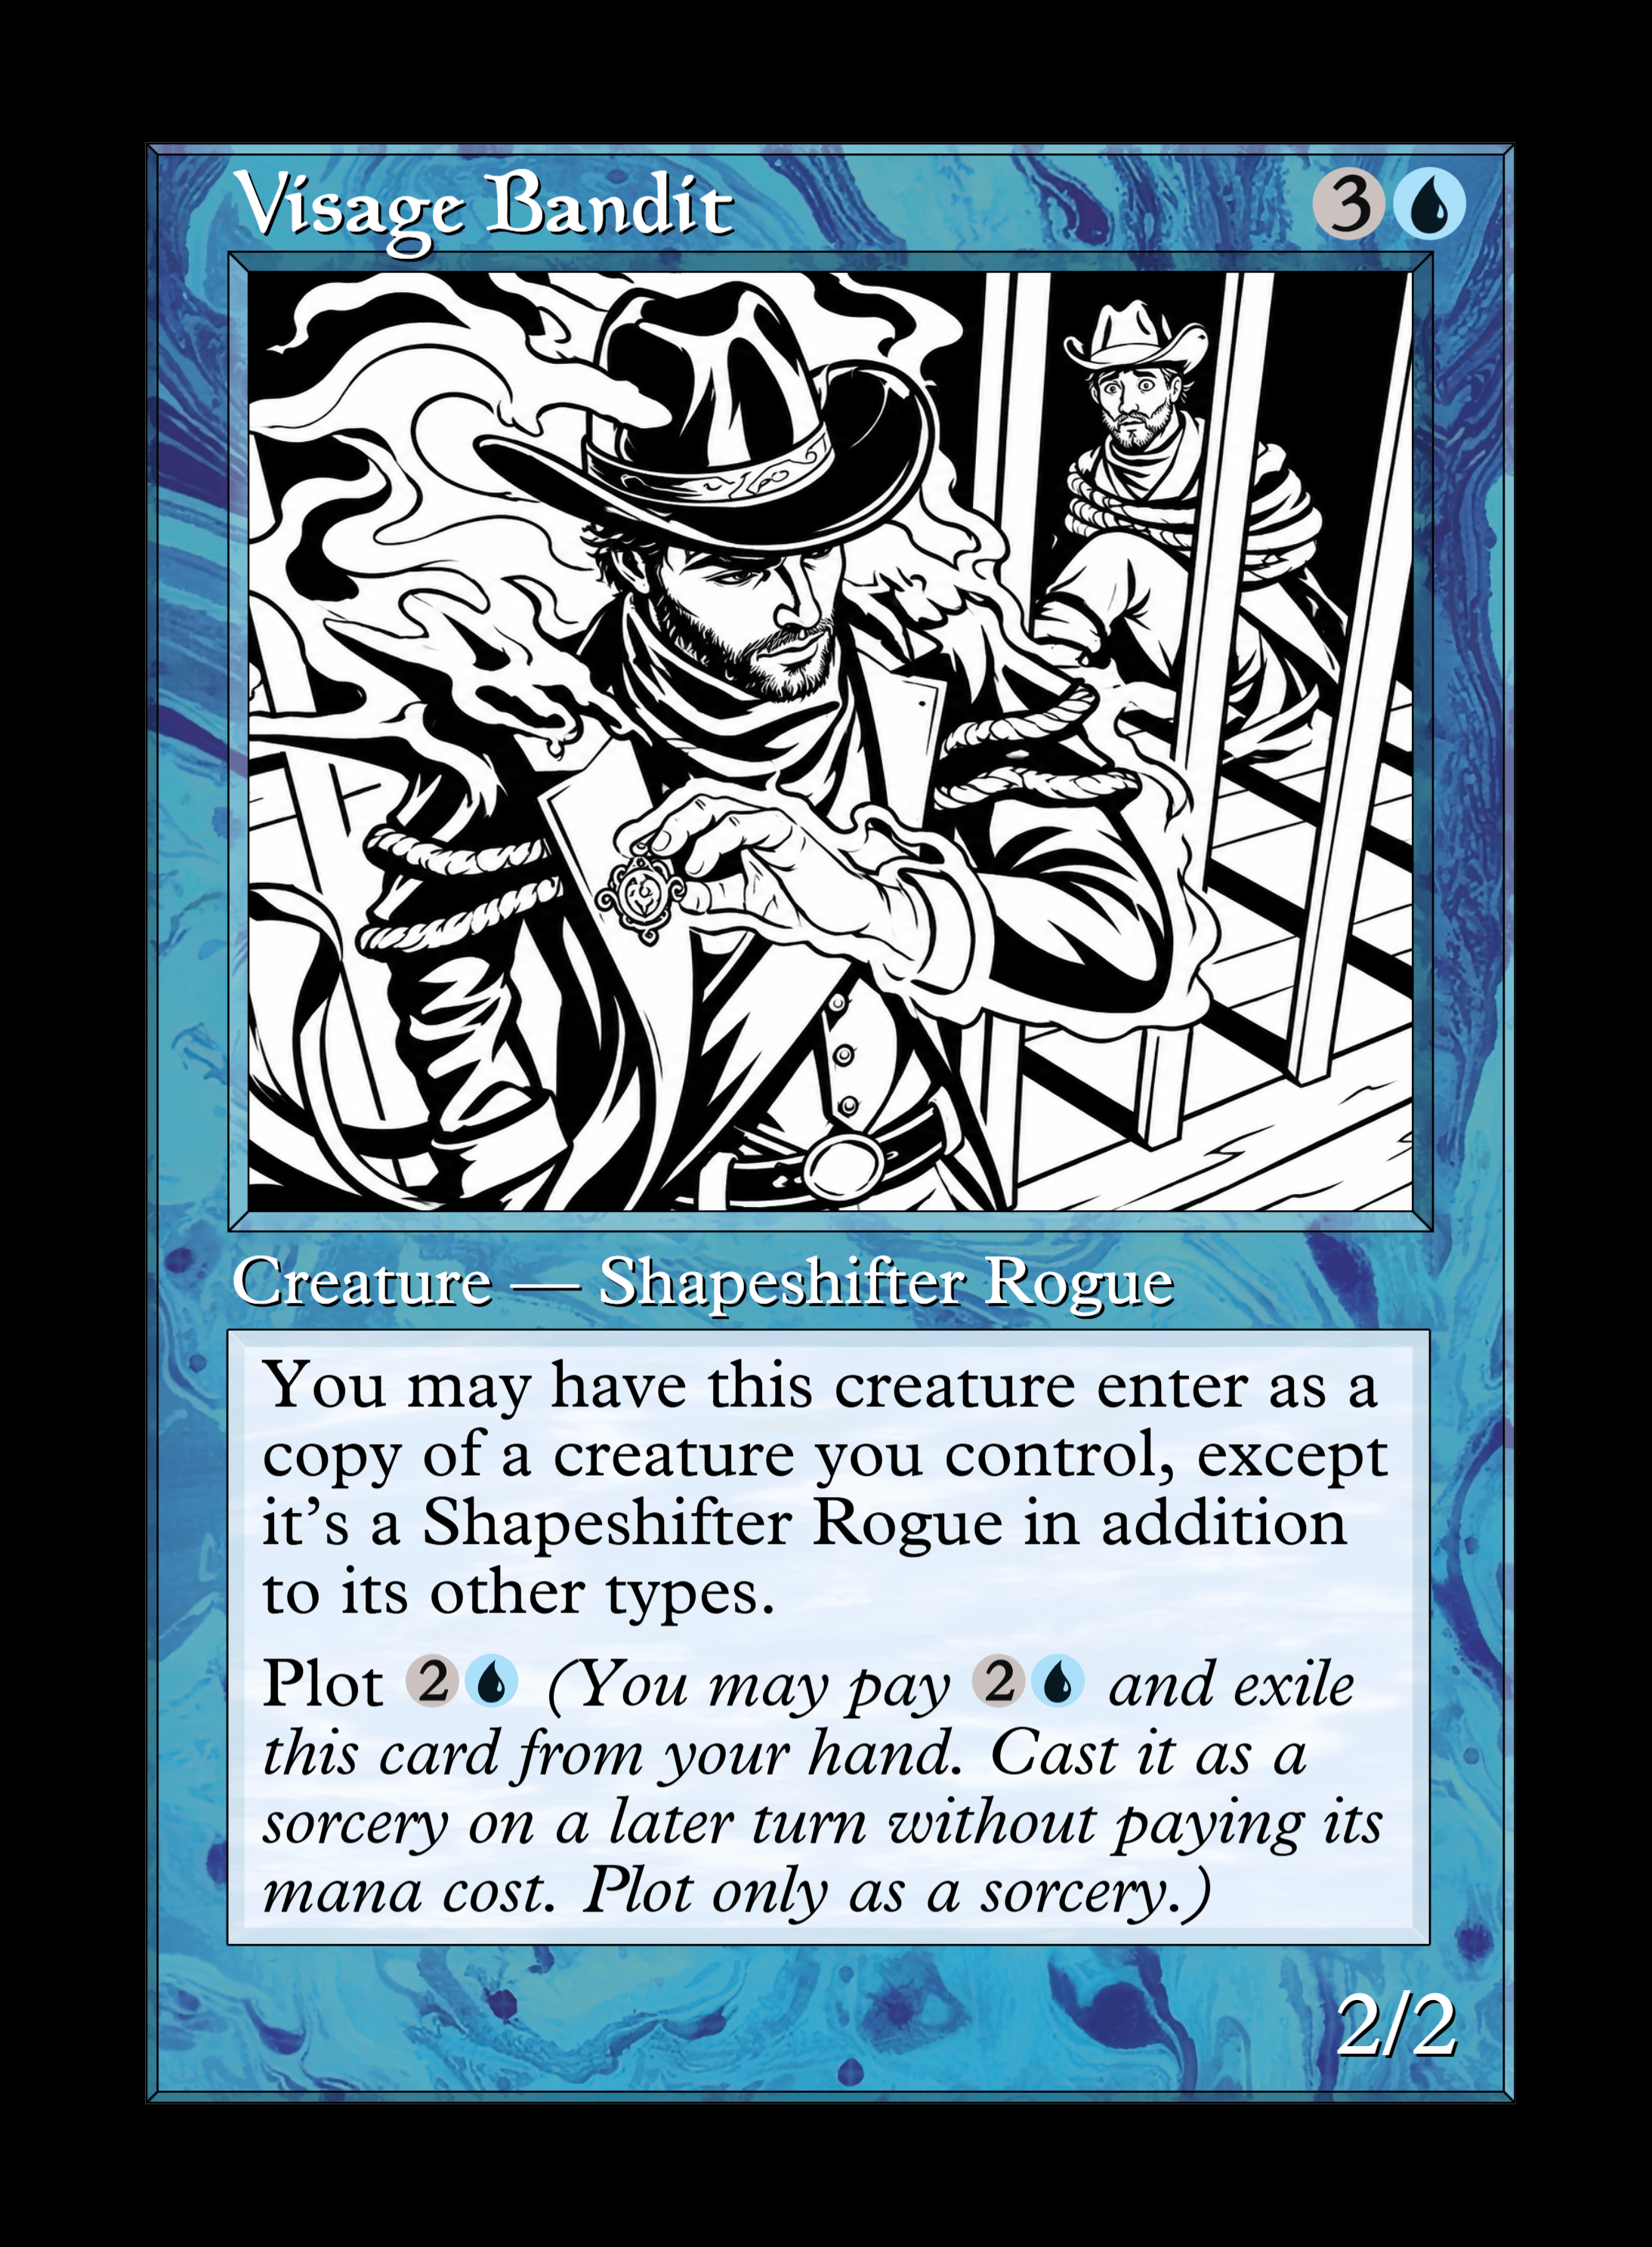 Visage Bandit 3
Creature — Shapeshifter Rogue
You may have this creature enter as a
copy of a creature you control, except
it's a Shapeshifter Rogue in addition
to its other types.
Plot 2 (You may pay 2 and exile
this card from your hand. Cast it as a
sorcery on a later turn without paying its
mana cost. Plot only as a sorcery.)
2/2